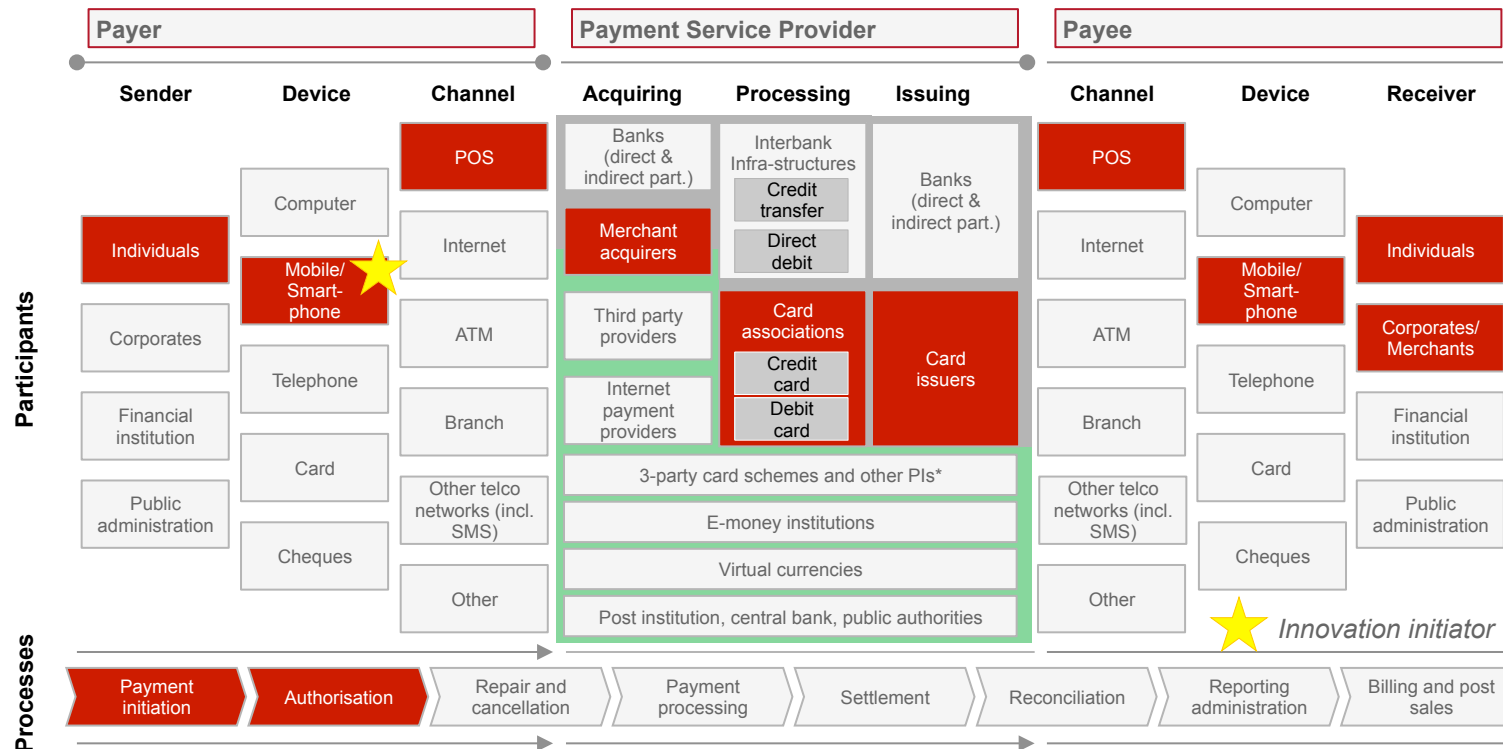 Payer
Payment Service Provider
Payee
Sender
Device
Channel
Acquiring
Processing
Issuing
Channel
Device
Receiver
Participants
Individuals
Corporates
Financial
institution
Public
administration
Computer
Mobile/
Smart-
phone
Telephone
Card
Cheques
POS
Internet
ATM
Branch
Other telco
networks (incl.
SMS)
Other
Banks
(direct &
indirect part.)
Merchant
acquirers
Third party
providers
Internet
payment
providers
Interbank
Infra-structures
Credit
transfer
Direct
debit
Card
associations
Credit
card
Debit
card
Banks
(direct &
indirect part.)
Card
issuers
3-party card schemes and other PIs*
E-money institutions
Virtual currencies
Post institution, central bank, public authorities
POS
Internet
ATM
Branch
Other telco
networks (incl.
SMS)
Other
Computer
Mobile/
Smart-
phone
Telephone
Card
Cheques
Individuals
Corporates/
Merchants
Financial
institution
Public
administration
Innovation initiator
Processes
Payment
initiation
Authorisation
Repair and
cancellation
Payment
processing
Settlement
Reconciliation
Reporting
administration
Billing and post
sales